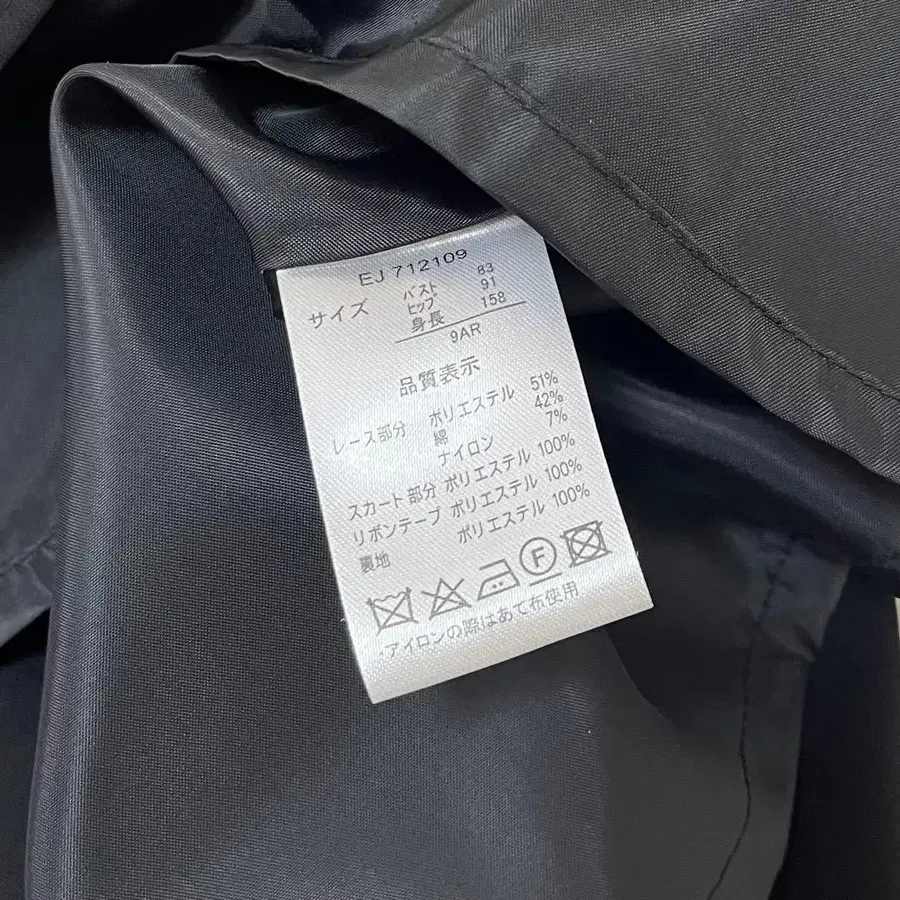 EJ 712109
サイズ バスト 83
ヒップ 91
身長 158
9AR
品質表示
レース部分 ポリエステル 51%
綿 42%
ナイロン 7%
スカート部分 ポリエステル 100%
リボンテープ ポリエステル 100%
裏地 ポリエステル 100%
F
・アイロンの際はあて布使用